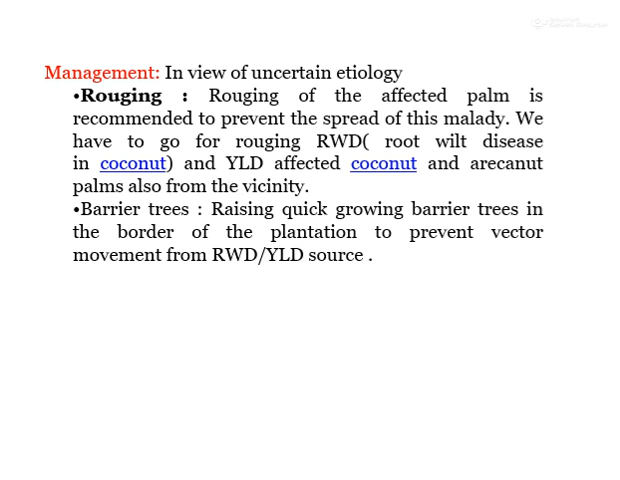 Management: In view of uncertain etiology
•Rouging : Rouging of the affected palm is
recommended to prevent the spread of this malady. We
have to go for rouging RWD( root wilt disease
in coconut) and YLD affected coconut and arecanut
palms also from the vicinity.
•Barrier trees : Raising quick growing barrier trees in
the border of the plantation to prevent vector
movement from RWD/YLD source .